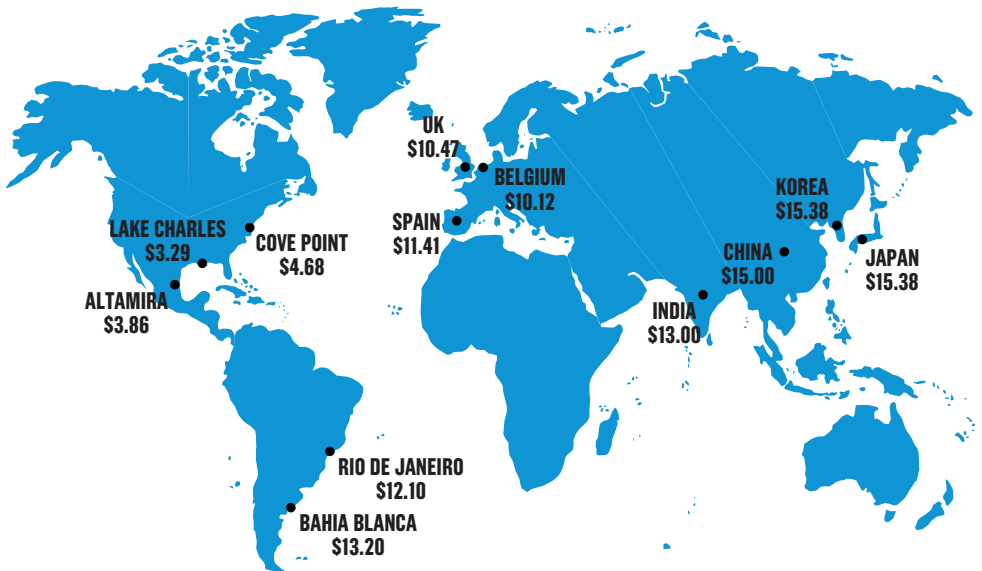 UK
$10.47
BELGIUM
$10.12
SPAIN
$11.41
LAKE CHARLES
$3.29
COVE POINT
$4.68
ALTAMIRA
$3.86
KOREA
$15.38
CHINA
$15.00
JAPAN
$15.38
INDIA
$13.00
RIO DE JANEIRO
$12.10
BAHIA BLANCA
$13.20